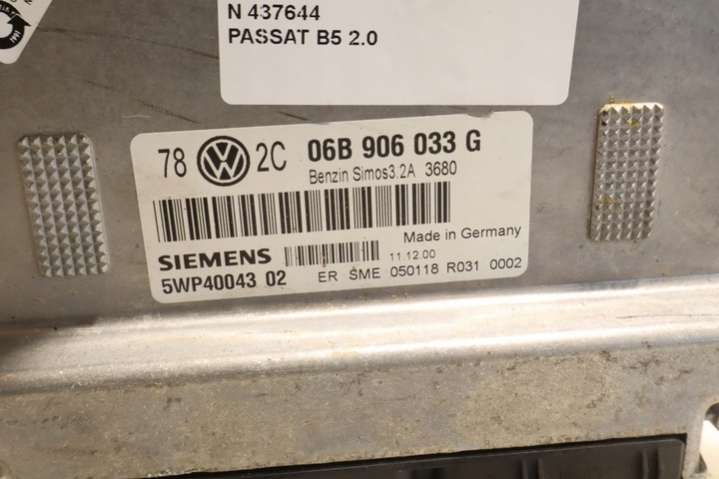 N 437644
PASSAT B5 2.0
78 VW 2C 06B 906 033 G
Benzin Simos3.2A 3680
Made in Germany
SIEMENS 11.12.00
5WP40043 02 ER SME 050118 R031 0002